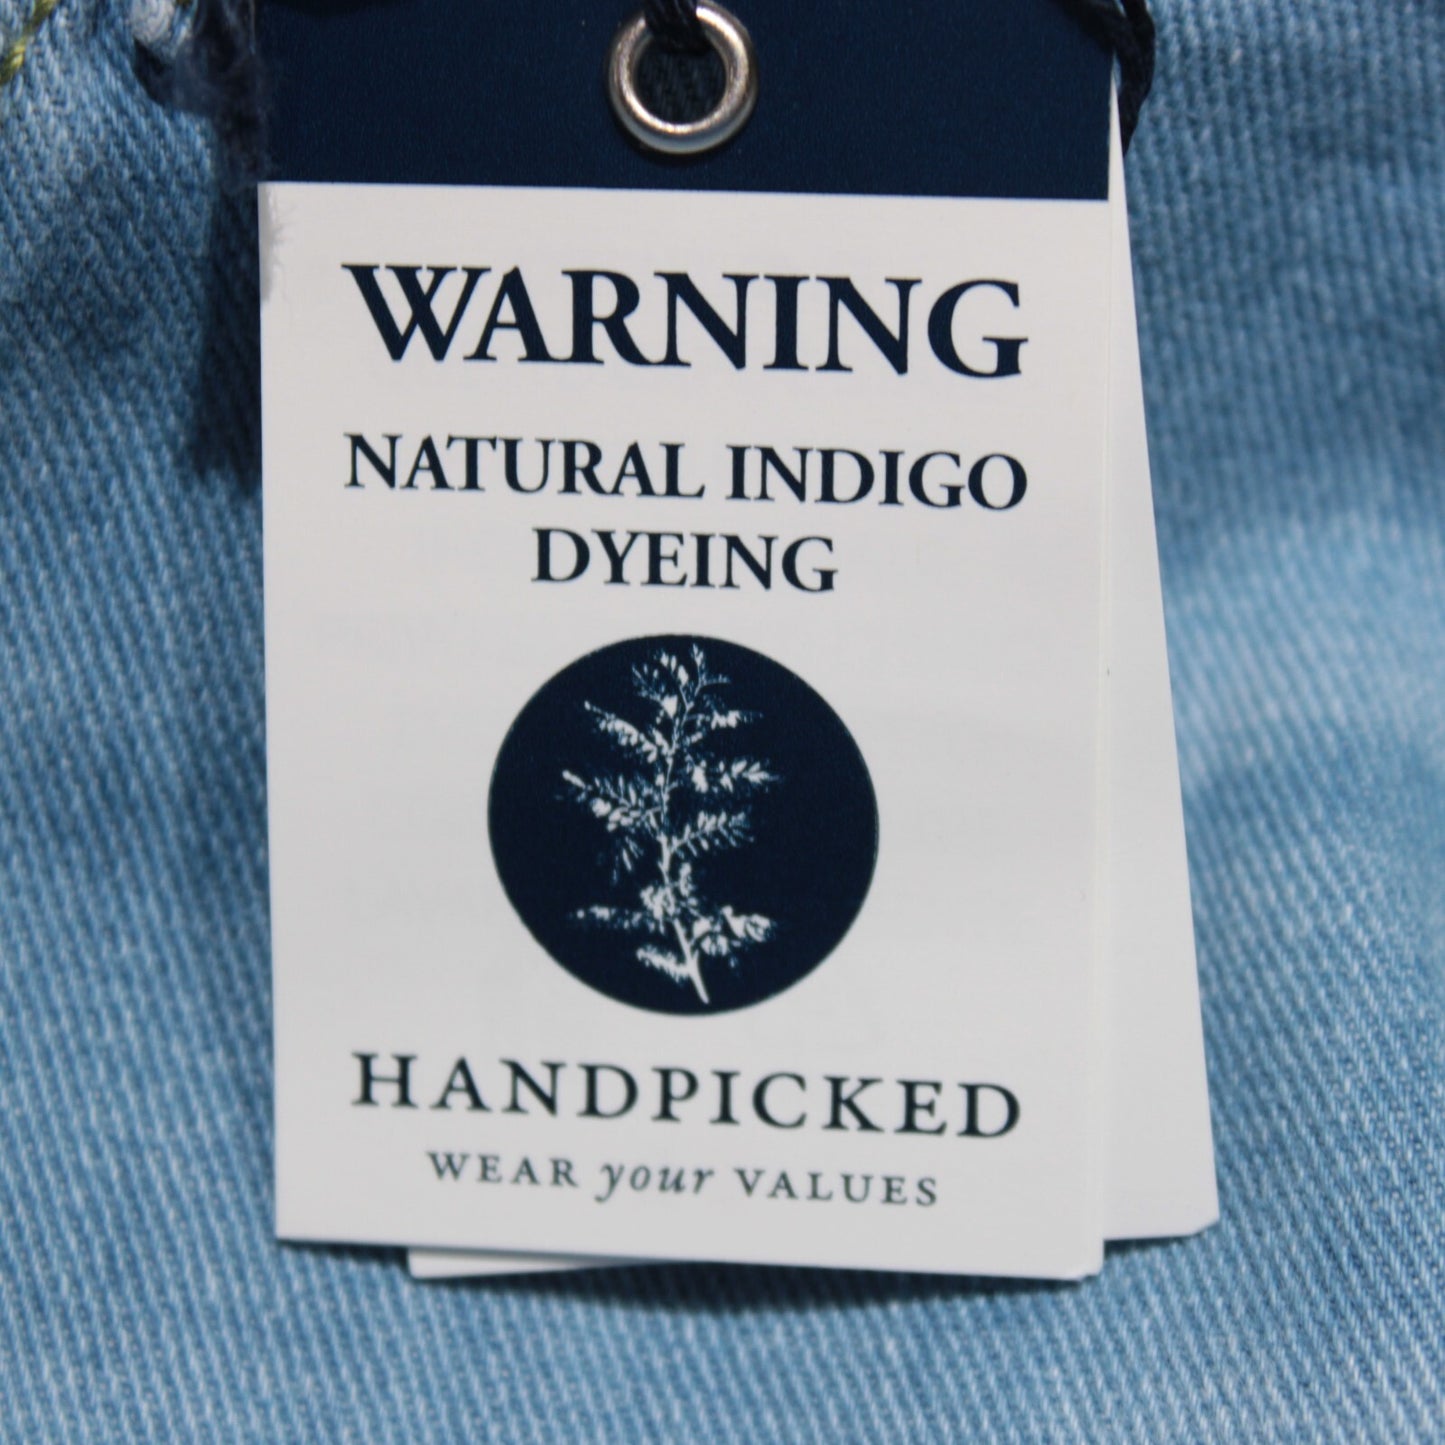 WARNING
NATURAL INDIGO
DYEING
HANDPICKED
WEAR your VALUES